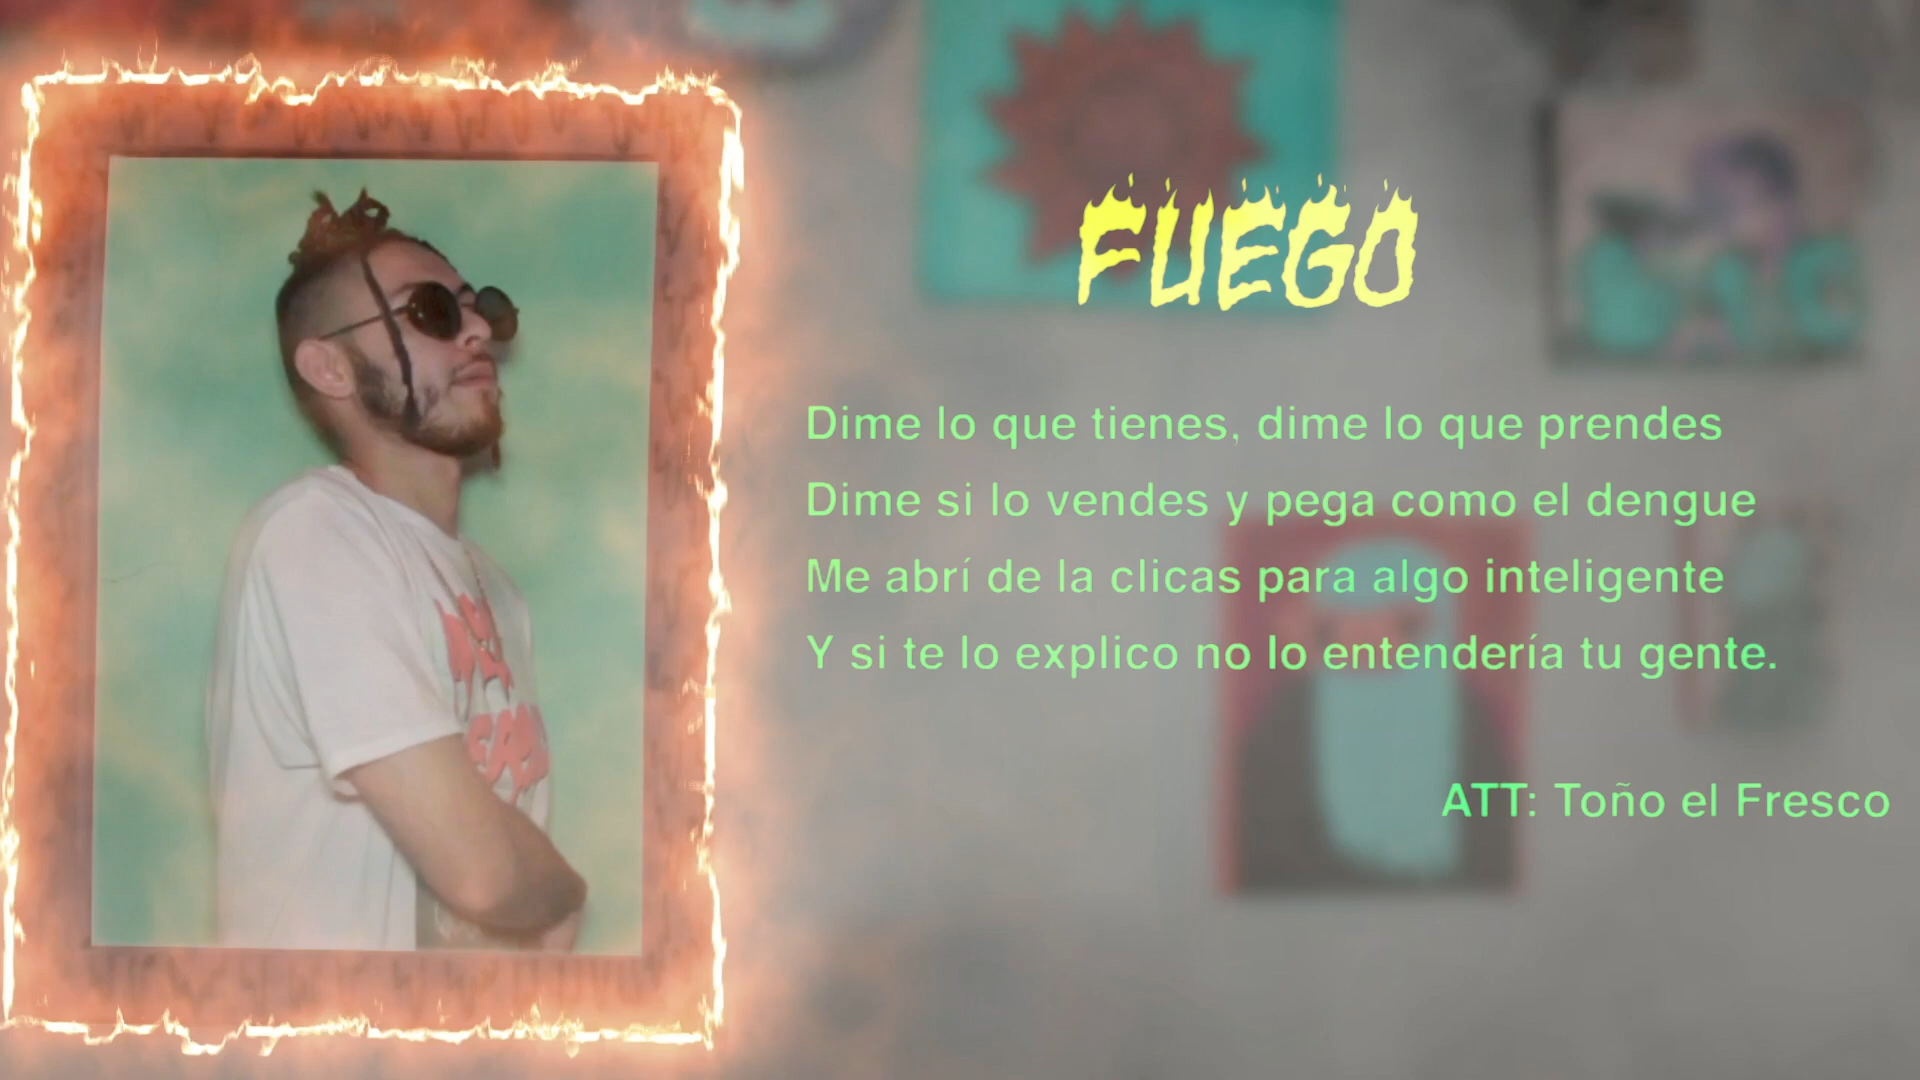 FUEGO
Dime lo que tienes, dime lo que prendes
Dime si lo vendes y pega como el dengue
Me abrí de la clicas para algo inteligente
Y si te lo explico no lo entendería tu gente.
ATT: Toño el Fresco